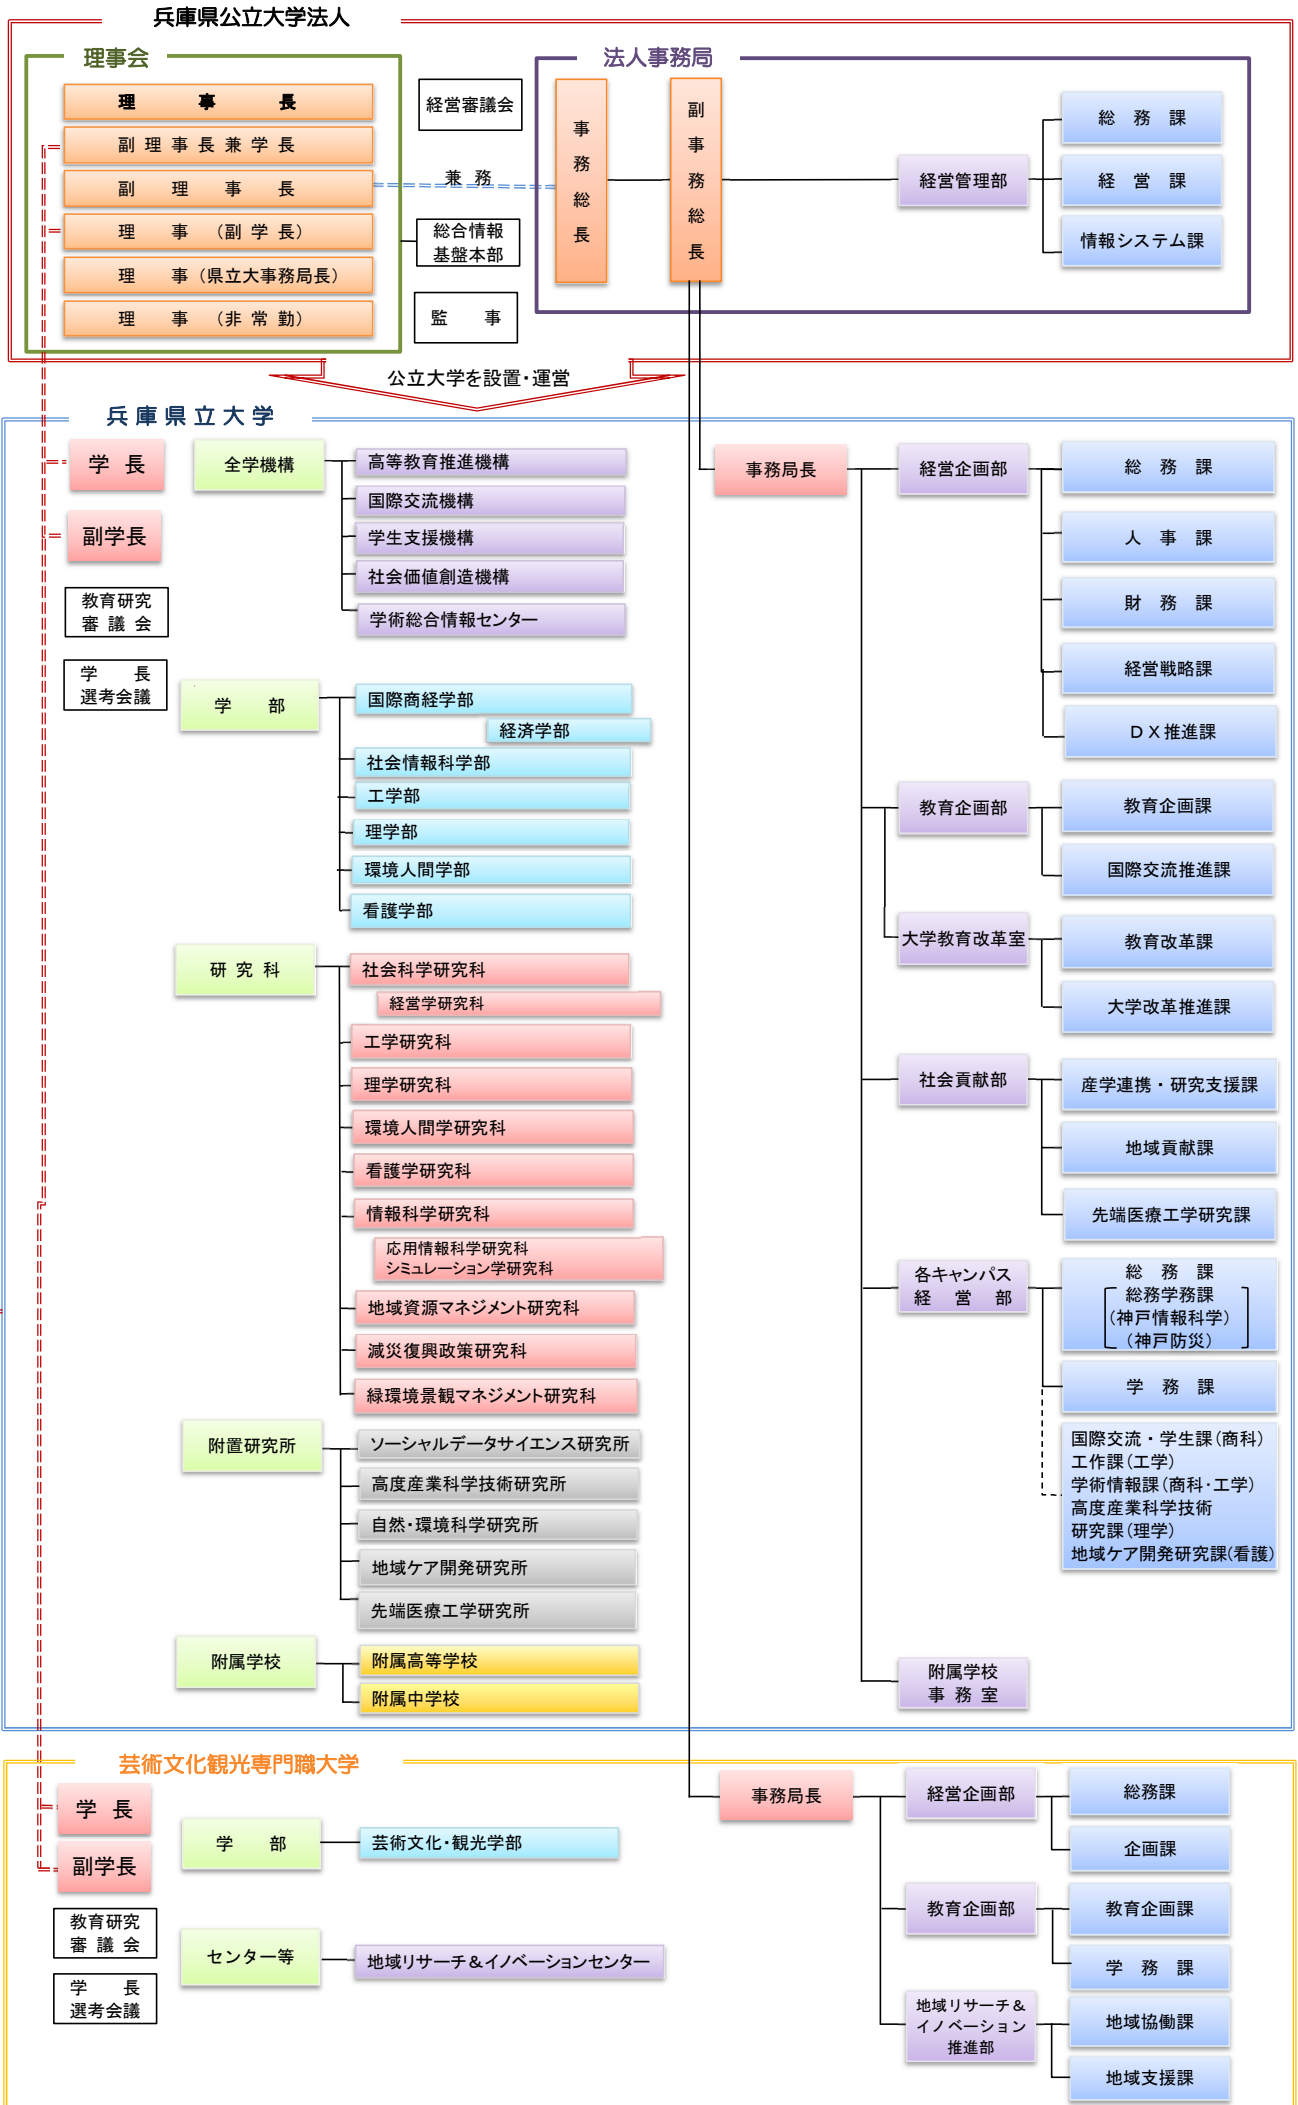 兵庫県公立大学法人
理事会
理事長
副理事長兼学長
副理事長
理事（副学長）
理事（県立大事務局長）
理事（非常勤）
経営審議会
兼務
総合情報
基盤本部
監事
法人事務局
事務総長
副事務総長
経営管理部
総務課
経営課
情報システム課
公立大学を設置・運営
兵庫県立大学
学長
副学長
教育研究
審議会
学長
選考会議
全学機構
高等教育推進機構
国際交流機構
学生支援機構
社会価値創造機構
学術総合情報センター
学部
国際商経学部
経済学部
社会情報科学部
工学部
理学部
環境人間学部
看護学部
研究科
社会科学研究科
経営学研究科
工学研究科
理学研究科
環境人間学研究科
看護学研究科
情報科学研究科
応用情報科学研究科
シミュレーション学研究科
地域資源マネジメント研究科
減災復興政策研究科
緑環境景観マネジメント研究科
附置研究所
ソーシャルデータサイエンス研究所
高度産業科学技術研究所
自然・環境科学研究所
地域ケア開発研究所
先端医療工学研究所
附属学校
附属高等学校
附属中学校
事務局長
経営企画部
総務課
人事課
財務課
経営戦略課
ＤＸ推進課
教育企画部
教育企画課
国際交流推進課
大学教育改革室
教育改革課
大学改革推進課
社会貢献部
産学連携・研究支援課
地域貢献課
先端医療工学研究課
各キャンパス
経営部
総務課
総務学務課
（神戸情報科学）
（神戸防災）
学務課
国際交流・学生課（商科）
工作課（工学）
学術情報課（商科・工学）
高度産業科学技術
研究課（理学）
地域ケア開発研究課（看護）
附属学校
事務室
芸術文化観光専門職大学
学長
副学長
教育研究
審議会
学長
選考会議
学部
芸術文化・観光学部
センター等
地域リサーチ＆イノベーションセンター
事務局長
経営企画部
総務課
企画課
教育企画部
教育企画課
学務課
地域リサーチ＆
イノベーション
推進部
地域協働課
地域支援課